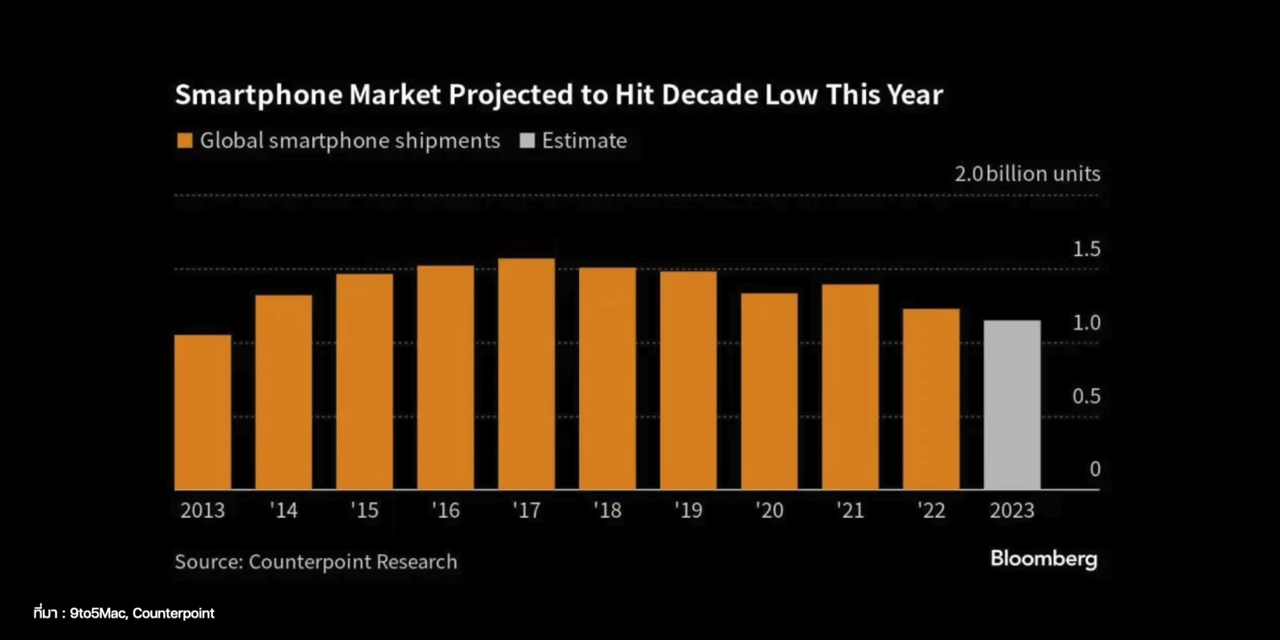 Smartphone Market Projected to Hit Decade Low This Year
Global smartphone shipments Estimate
2.0 billion units
1.5
1.0
0.5
0
2013 '14 '15 '16 '17 '18 '19 '20 '21 '22 2023
Source: Counterpoint Research
Bloomberg
ที่มา : 9to5Mac, Counterpoint